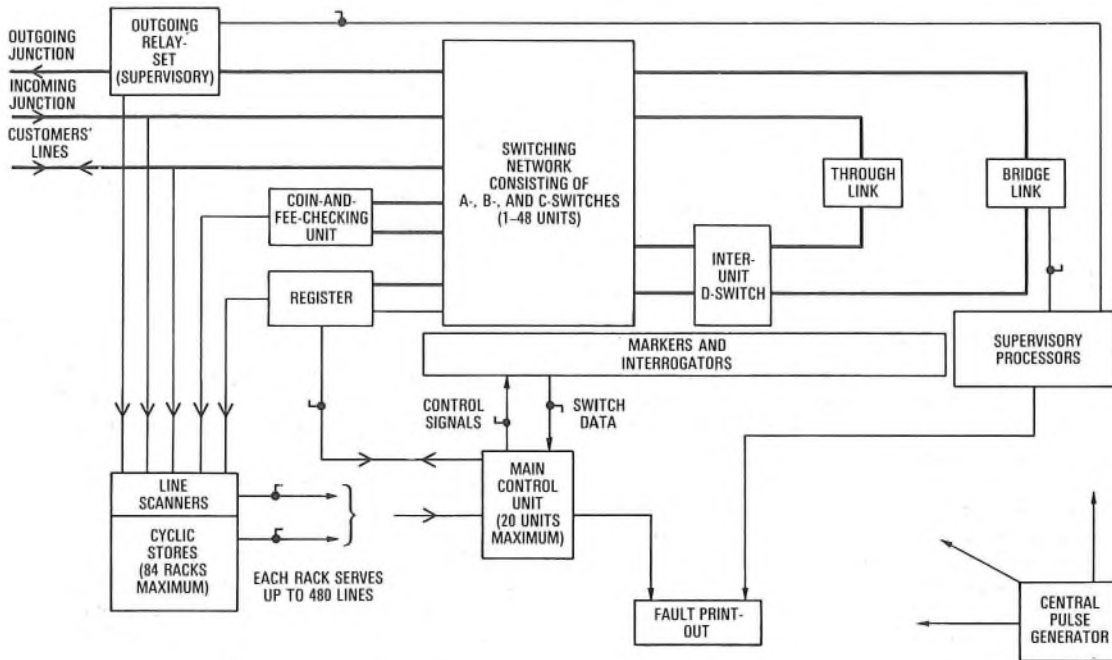 OUTGOING
RELAY-
SET
(SUPERVISORY)
OUTGOING
JUNCTION
INCOMING
JUNCTION
CUSTOMERS'
LINES
SWITCHING
NETWORK
CONSISTING OF
A-, B-, AND C-SWITCHES
(1–48 UNITS)
THROUGH
LINK
BRIDGE
LINK
COIN-AND-
FEE-CHECKING
UNIT
INTER-
UNIT
D-SWITCH
REGISTER
MARKERS AND
INTERROGATORS
SUPERVISORY
PROCESSORS
CONTROL
SIGNALS
SWITCH
DATA
MAIN
CONTROL
UNIT
(20 UNITS
MAXIMUM)
LINE
SCANNERS
CYCLIC
STORES
(84 RACKS
MAXIMUM)
EACH RACK SERVES
UP TO 480 LINES
FAULT PRINT-
OUT
CENTRAL
PULSE
GENERATOR